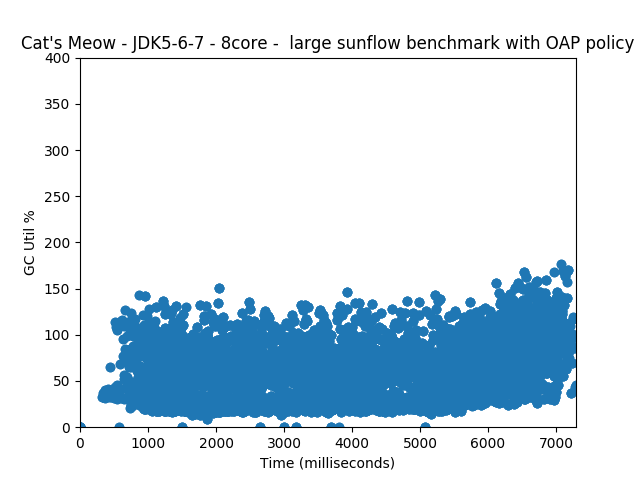 Cat's Meow - JDK5-6-7 - 8core -  large sunflow benchmark with OAP policy
400
350
300
250
200
150
100
50
0
GC Util %
0 1000 2000 3000 4000 5000 6000 7000
Time (milliseconds)